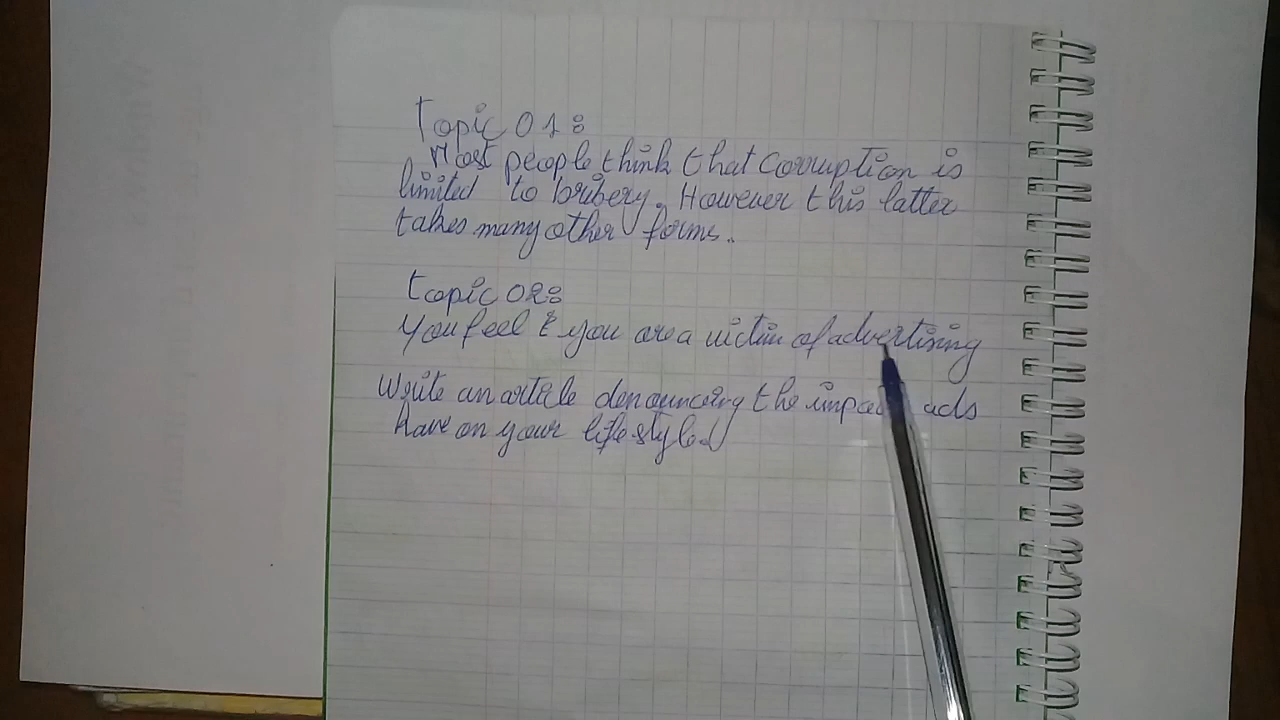 Topic 01:
Most people think that corruption is
limited to bribery. However this latter
takes many other forms.
topic 02:
You feel you are a victim of advertising
Write an article denouncing the ads
have on your lifestyle.